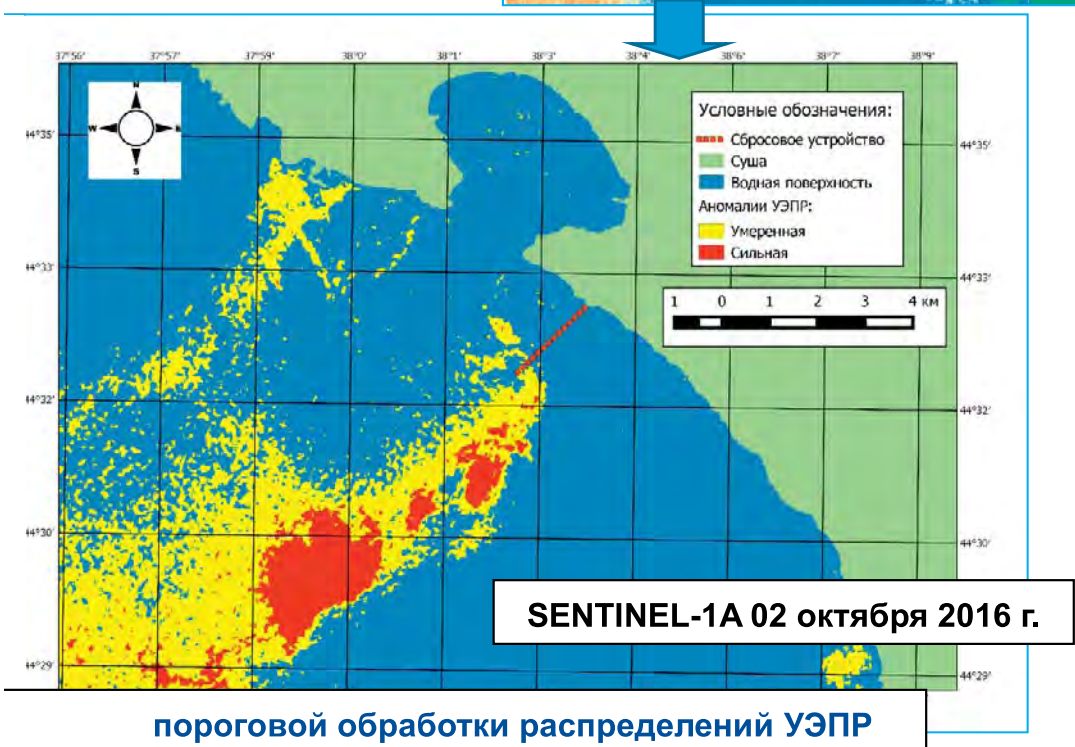 37°56' 37°57' 37°59' 38°0' 38°1' 38°3' 38°4' 38°6' 38°7' 38°9'
N
W E
S
Условные обозначения:
Сбросовое устройство
Суша
Водная поверхность
Аномалии УЭПР:
Умеренная
Сильная
44°35' 44°35'
44°33' 44°33'
1 0 1 2 3 4 км
44°32' 44°32'
44°30' 44°30'
SENTINEL-1A 02 октября 2016 г.
44°29' 44°29'
пороговой обработки распределений УЭПР